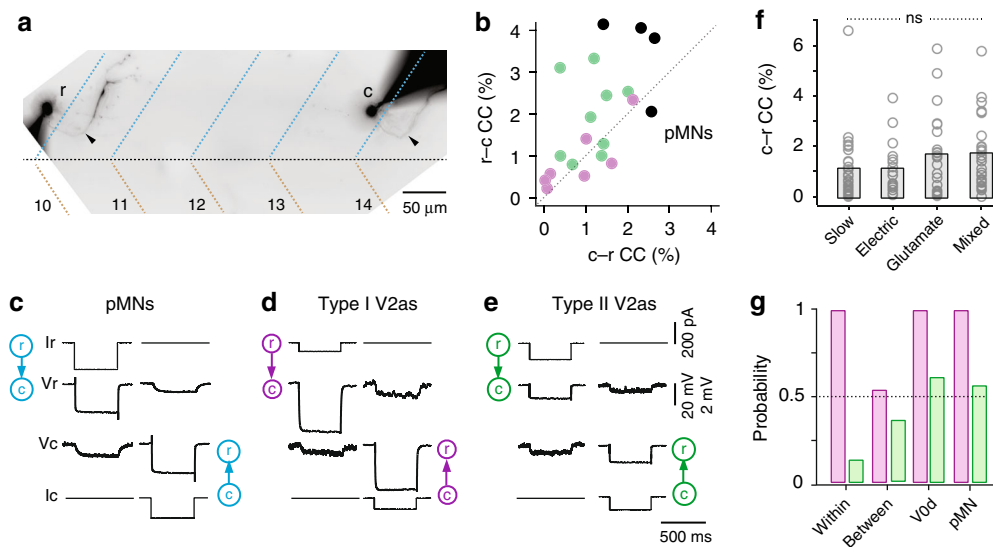 a
r
c
10
11
12
13
14
50 μm
b
r–c CC (%)
4
3
2
1
0
pMNs
0
1
2
3
4
c–r CC (%)
f
ns
c–r CC (%)
6
4
2
0
Slow
Electric
Glutamate
Mixed
c
pMNs
r
c
Ir
Vr
Vc
Ic
r
c
d
Type I V2as
r
c
r
c
e
Type II V2as
r
c
200 pA
20 mV
2 mV
r
c
500 ms
g
Probability
1
0.5
0
Within
Between
V0d
pMN